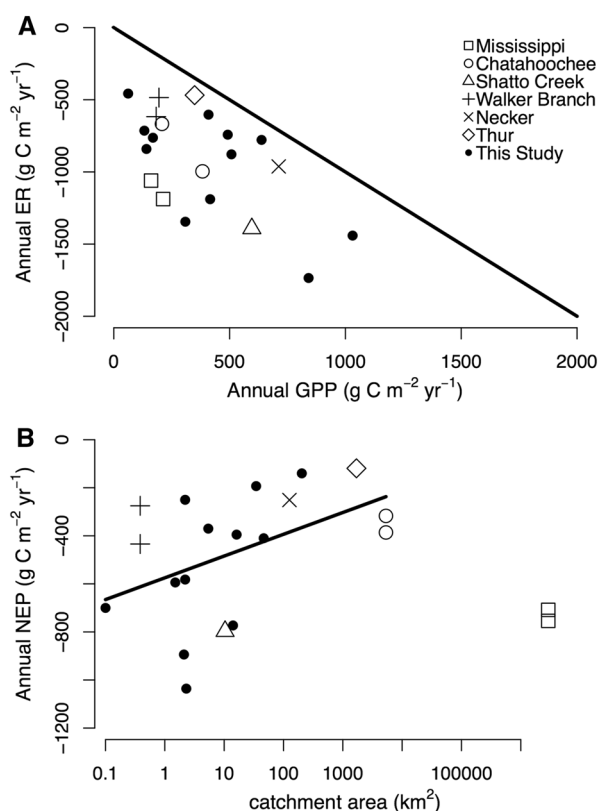 A
0
−500
−1000
−1500
−2000
Annual ER (g C m−2 yr−1)
Mississippi
Chatahoochee
Shatto Creek
Walker Branch
Necker
Thur
This Study
0 500 1000 1500 2000
Annual GPP (g C m−2 yr−1)
B
0
−400
−800
−1200
Annual NEP (g C m−2 yr−1)
0.1 1 10 100 1000 100000
catchment area (km2)